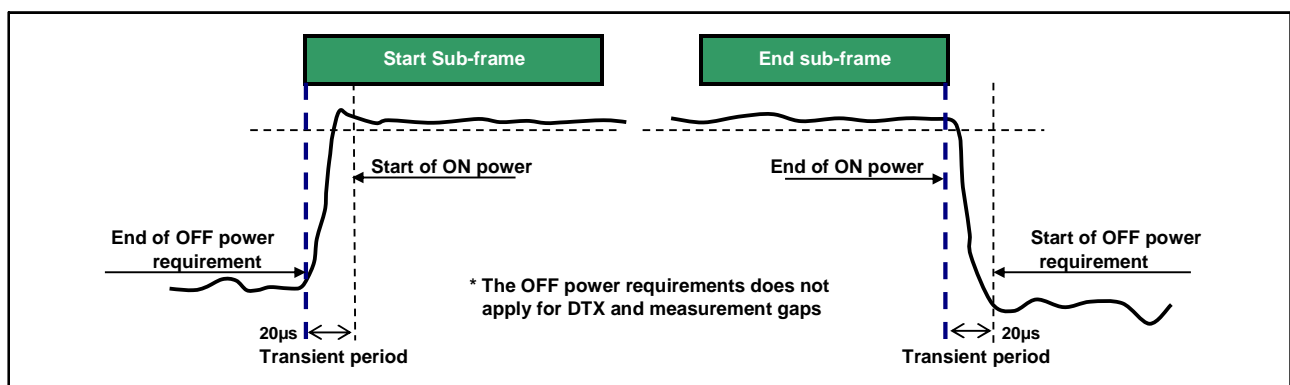 Start Sub-frame
End sub-frame
Start of ON power
End of ON power
End of OFF power
requirement
Start of OFF power
requirement
* The OFF power requirements does not
apply for DTX and measurement gaps
20µs
Transient period
20µs
Transient period